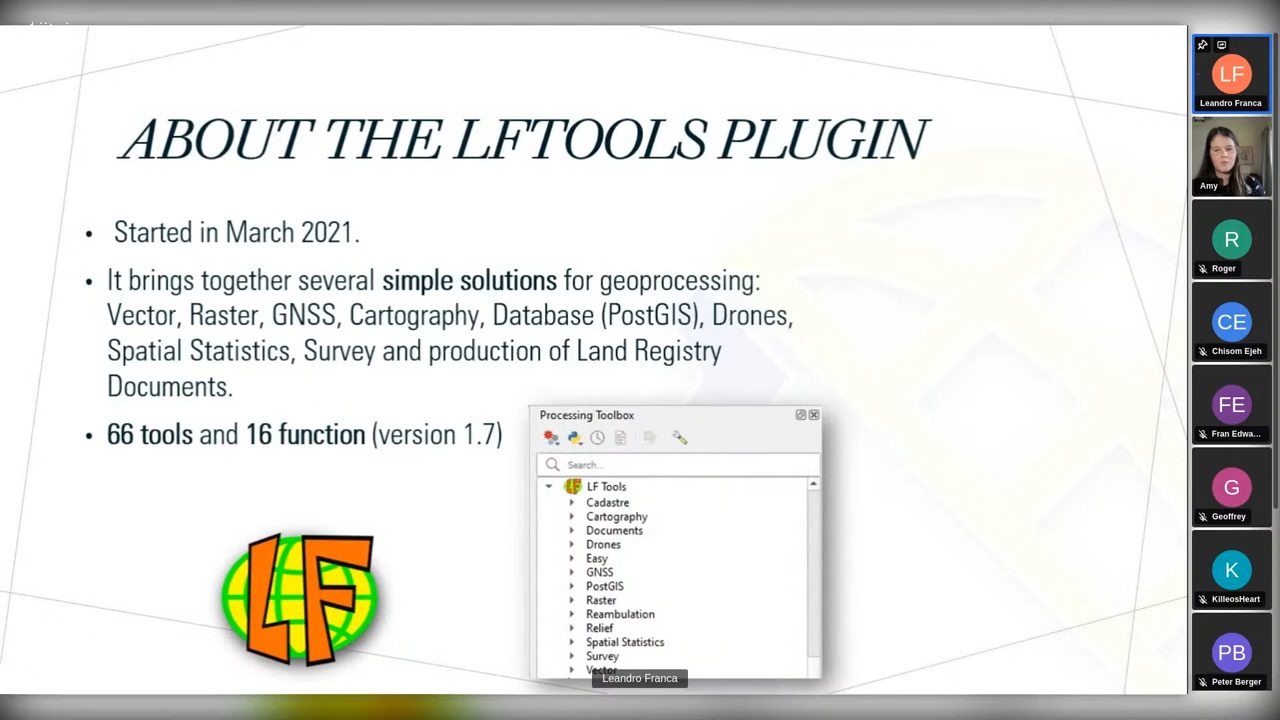 ABOUT THE LFTOOLS PLUGIN
• Started in March 2021.
• It brings together several simple solutions for geoprocessing:
Vector, Raster, GNSS, Cartography, Database (PostGIS), Drones,
Spatial Statistics, Survey and production of Land Registry
Documents.
• 66 tools and 16 function (version 1.7)
LF
Processing Toolbox
Search...
LF LF Tools
Cadastre
Cartography
Documents
Drones
Easy
GNSS
PostGIS
Raster
Reambulation
Relief
Spatial Statistics
Survey
Vector
Leandro Franca
LF
Leandro Franca
Amy
R
Roger
CE
Chisom Ejeh
FE
Fran Edwa...
G
Geoffrey
K
KilleosHeart
PB
Peter Berger